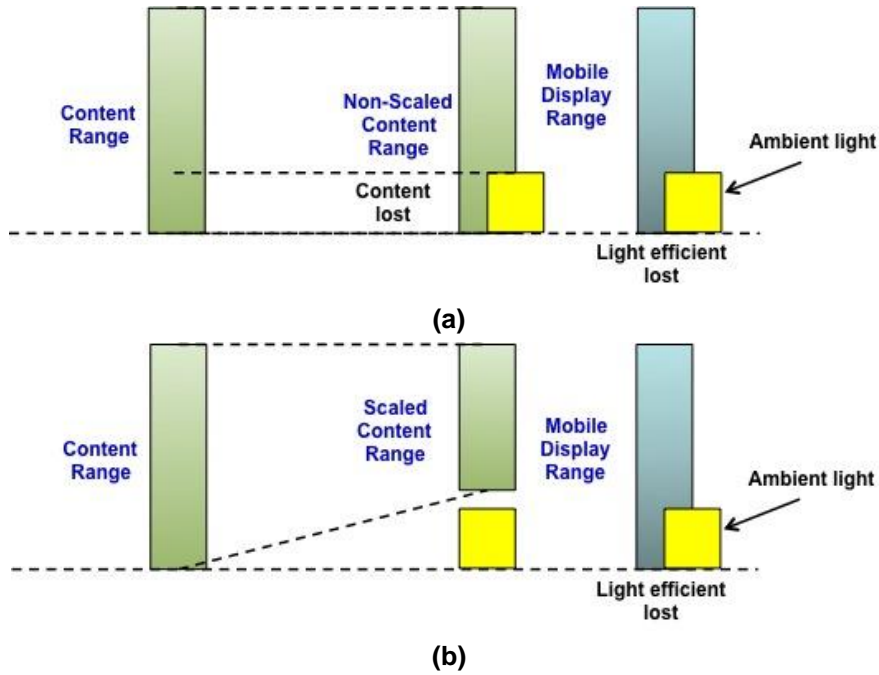 Content
Range
Non-Scaled
Content
Range
Content
lost
Mobile
Display
Range
Ambient light
Light efficient
lost
(a)
Content
Range
Scaled
Content
Range
Mobile
Display
Range
Ambient light
Light efficient
lost
(b)